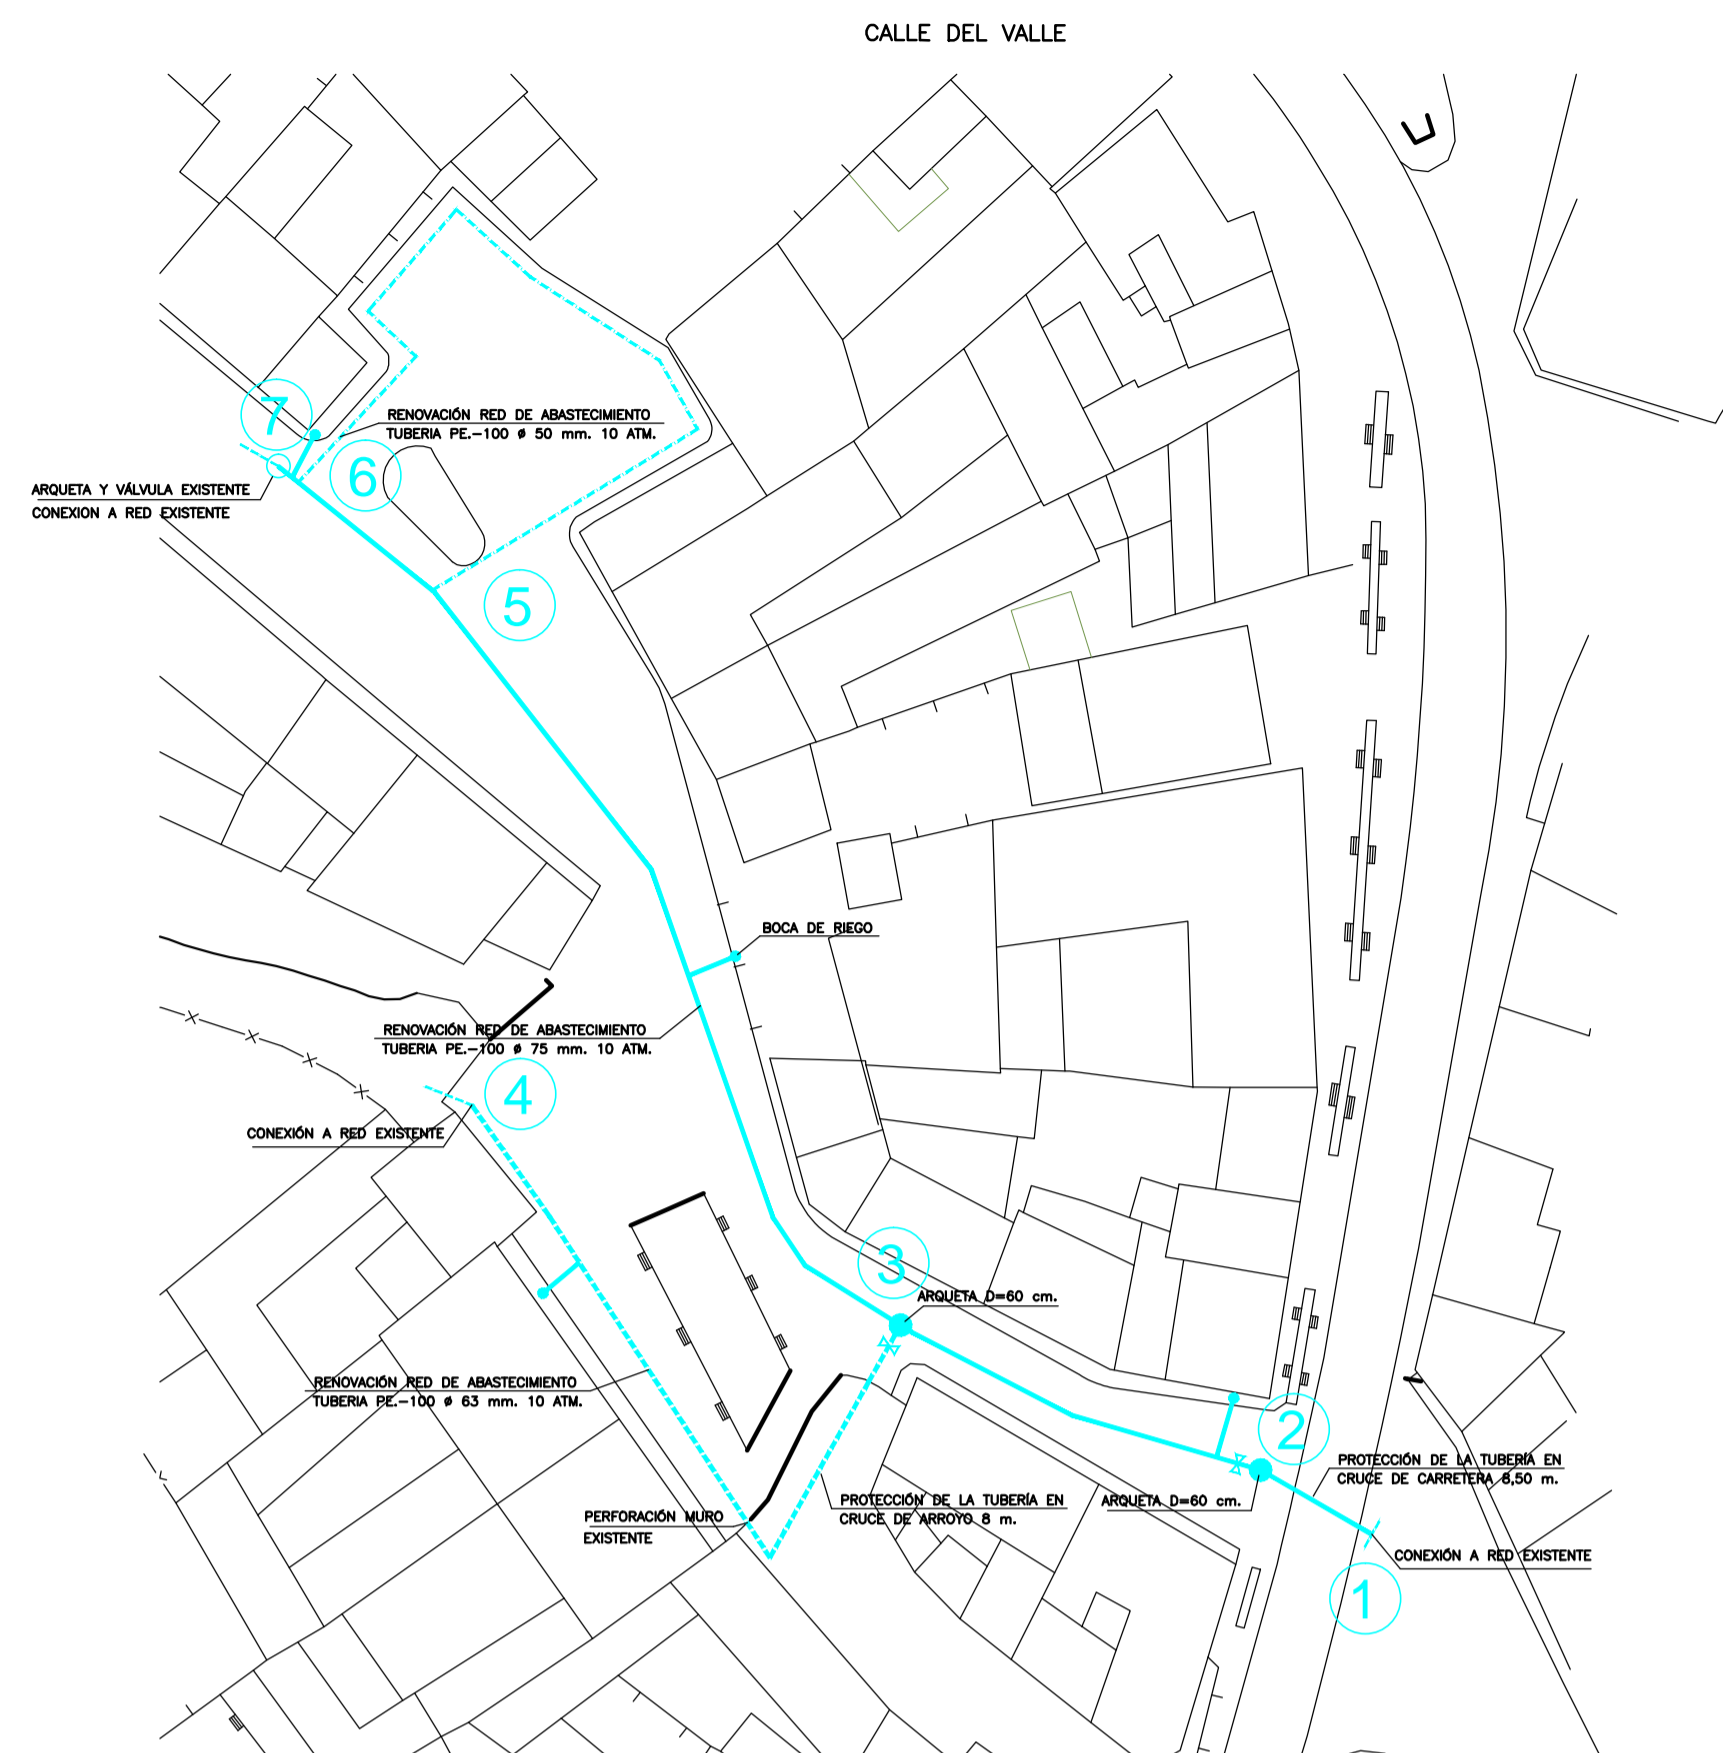 CALLE DEL VALLE
7
RENOVACIÓN RED DE ABASTECIMIENTO
TUBERIA PE.-100 ø 50 mm. 10 ATM.
6
ARQUETA Y VÁLVULA EXISTENTE
CONEXION A RED EXISTENTE
5
BOCA DE RIEGO
RENOVACIÓN RED DE ABASTECIMIENTO
TUBERIA PE.-100 ø 75 mm. 10 ATM.
4
CONEXIÓN A RED EXISTENTE
3
ARQUETA D=60 cm.
RENOVACIÓN RED DE ABASTECIMIENTO
TUBERIA PE.-100 ø 63 mm. 10 ATM.
2
PROTECCIÓN DE LA TUBERÍA EN
CRUCE DE CARRETERA 8,50 m.
PROTECCIÓN DE LA TUBERÍA EN
CRUCE DE ARROYO 8 m.
ARQUETA D=60 cm.
PERFORACIÓN MURO
EXISTENTE
CONEXIÓN A RED EXISTENTE
1